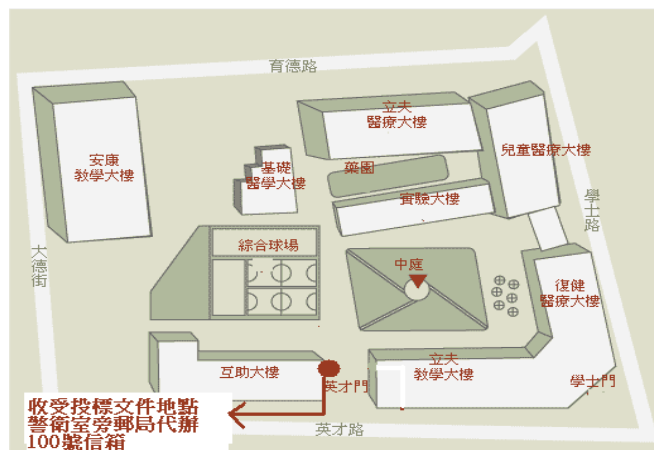 育德路
立夫
醫療大樓
安康
教學大樓
基礎
醫學大樓
藥園
兒童醫療大樓
實驗大樓
學士路
大德街
綜合球場
中庭
復健
醫療大樓
互助大樓
英才門
立夫
教學大樓
學士門
收受投標文件地點
警衛室旁郵局代辦
100號信箱
英才路